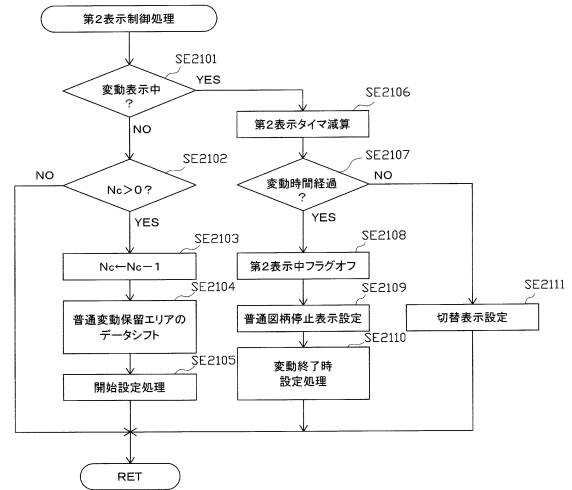 第2表示制御処理
SE2101
変動表示中
?
YES
NO
SE2106
第2表示タイマ減算
SE2102
Nc>0?
NO
YES
SE2107
変動時間経過
?
NO
YES
SE2103
Nc←Nc-1
SE2108
第2表示中フラグオフ
SE2104
普通変動保留エリアの
データシフト
SE2109
普通図柄停止表示設定
SE2111
切替表示設定
SE2105
開始設定処理
SE2110
変動終了時
設定処理
RET